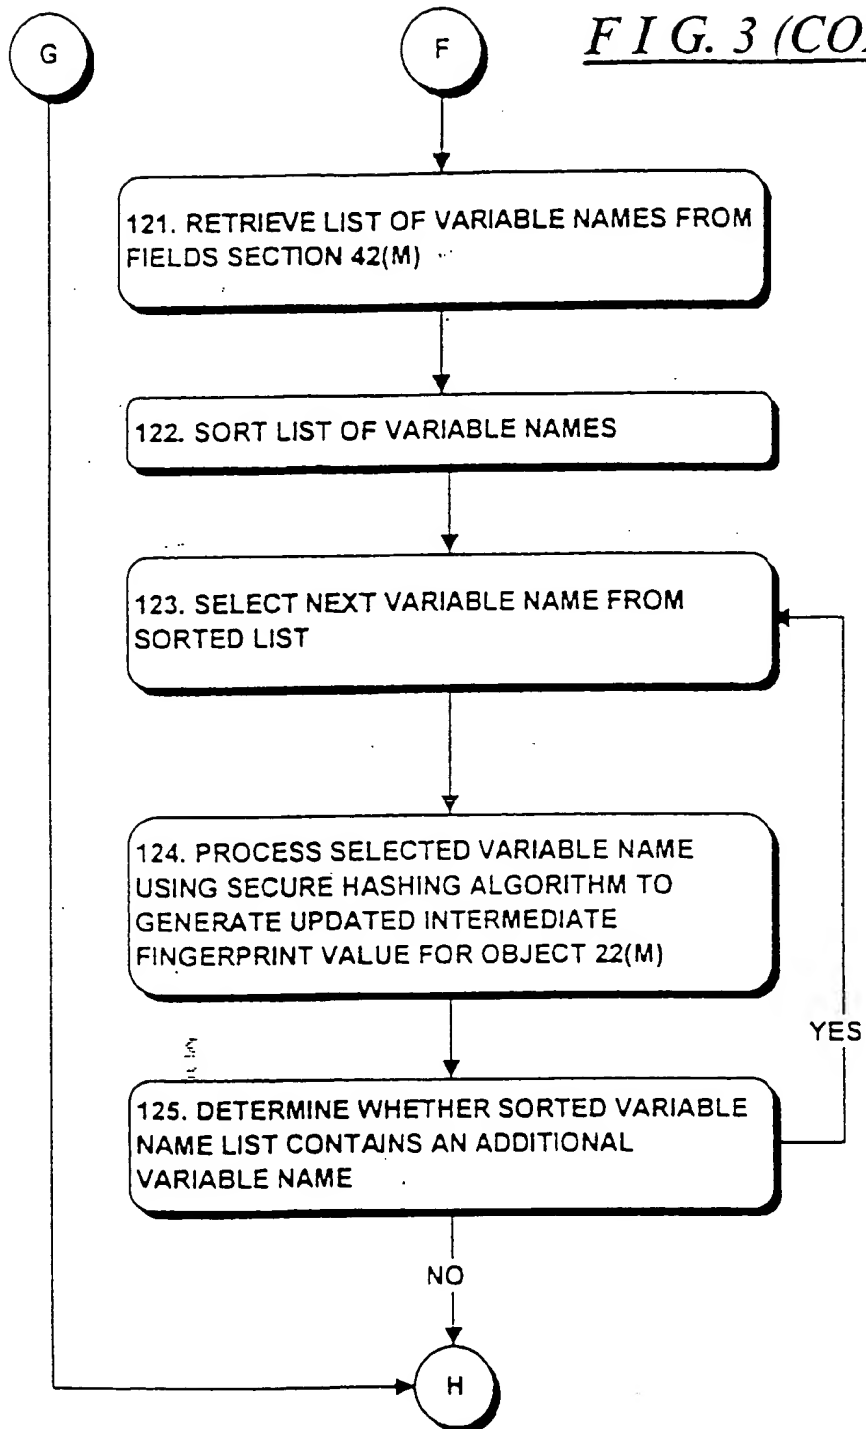 G
F
F I G. 3 (CO
121. RETRIEVE LIST OF VARIABLE NAMES FROM
FIELDS SECTION 42(M)
122. SORT LIST OF VARIABLE NAMES
123. SELECT NEXT VARIABLE NAME FROM
SORTED LIST
124. PROCESS SELECTED VARIABLE NAME
USING SECURE HASHING ALGORITHM TO
GENERATE UPDATED INTERMEDIATE
FINGERPRINT VALUE FOR OBJECT 22(M)
YES
125. DETERMINE WHETHER SORTED VARIABLE
NAME LIST CONTAINS AN ADDITIONAL
VARIABLE NAME
NO
H